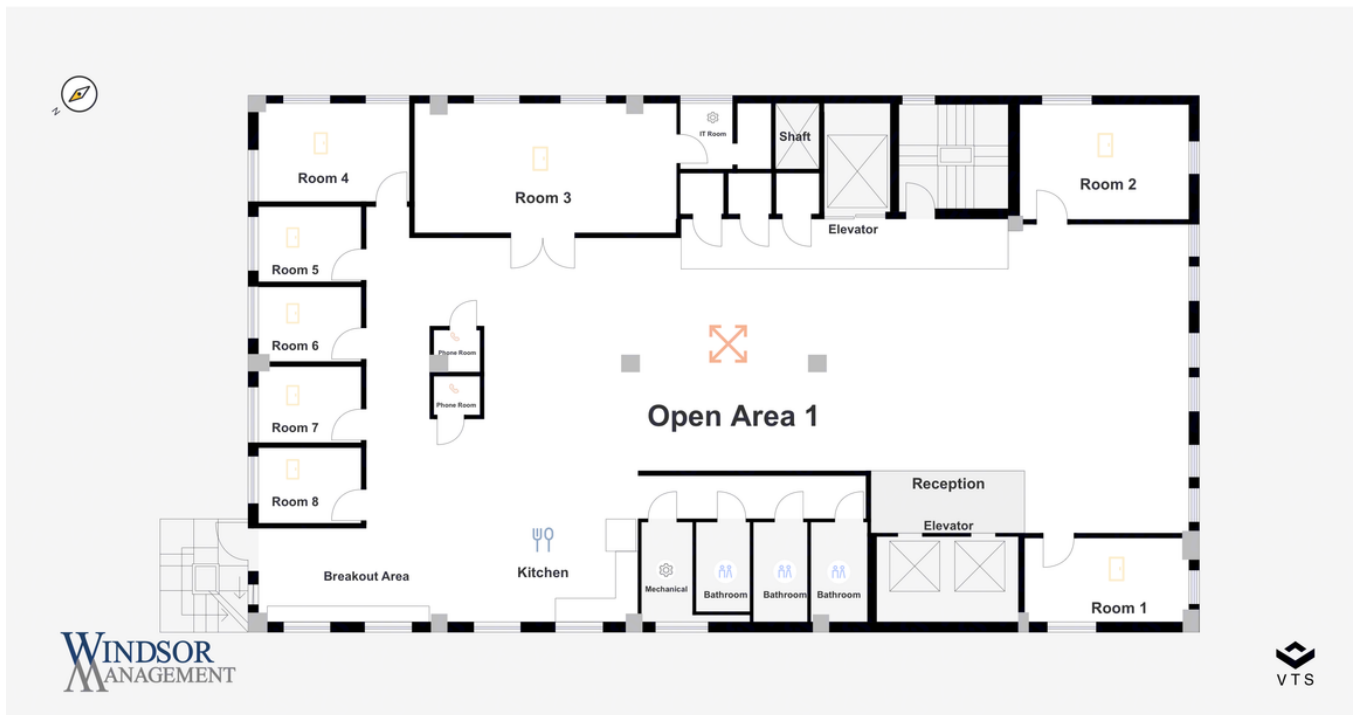 N
IT Room
Shaft
Room 4
Room 3
Room 2
Elevator
Room 5
Room 6
Phone Room
Phone Room
Open Area 1
Room 7
Room 8
Reception
Elevator
Kitchen
Breakout Area
Mechanical
Bathroom
Bathroom
Bathroom
Room 1
WINDSOR
MANAGEMENT
VTS